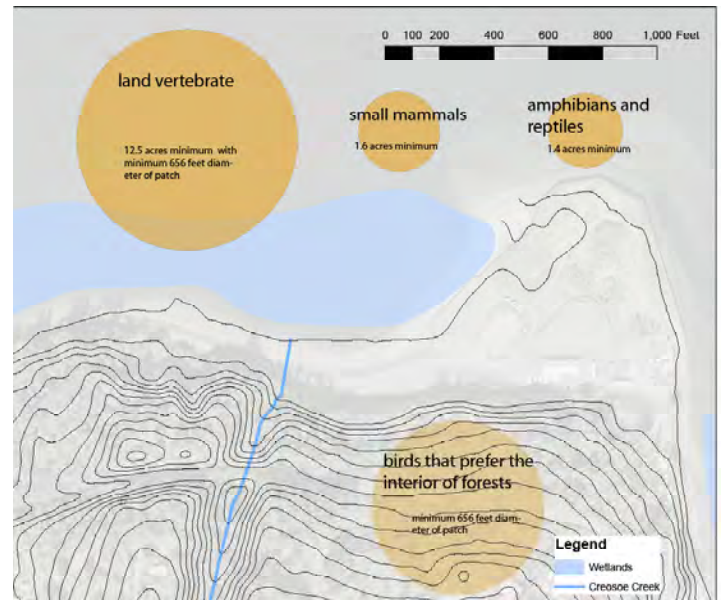 0 100 200 400 600 800 1,000 Feet
land vertebrate
12.5 acres minimum with
minimum 656 feet diam-
eter of patch
small mammals
1.6 acres minimum
amphibians and
reptiles
1.4 acres minimum
birds that prefer the
interior of forests
minimum 656 feet diam-
eter of patch
Legend
Wetlands
Creosoe Creek